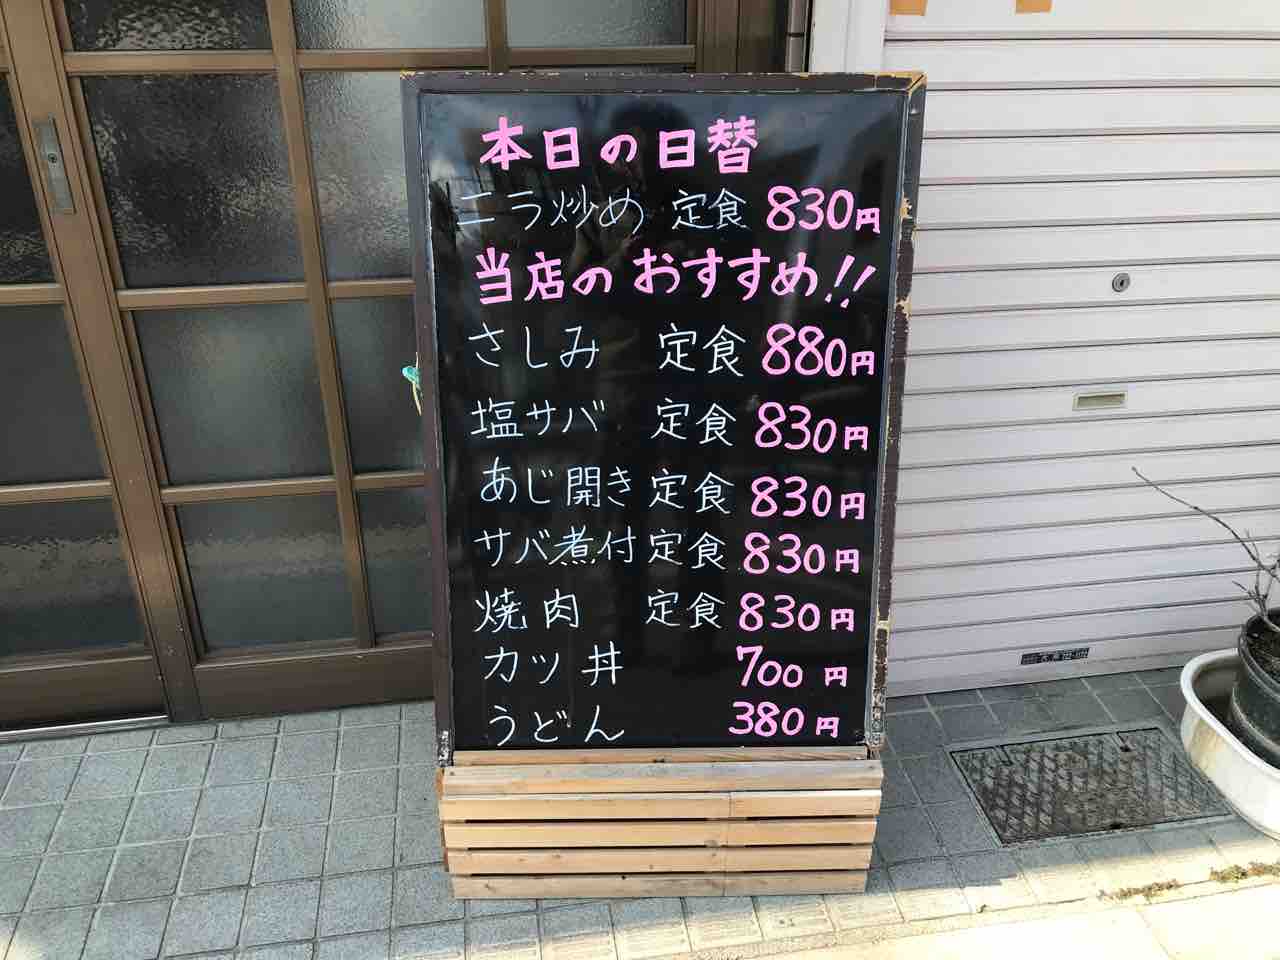 本日の日替
ニラ炒め 定食 830円
当店のおすすめ!!
さしみ 定食 880円
塩サバ 定食 830円
あじ開き定食 830円
サバ煮付定食 830円
焼肉 定食 830円
カツ丼 700円
うどん 380円